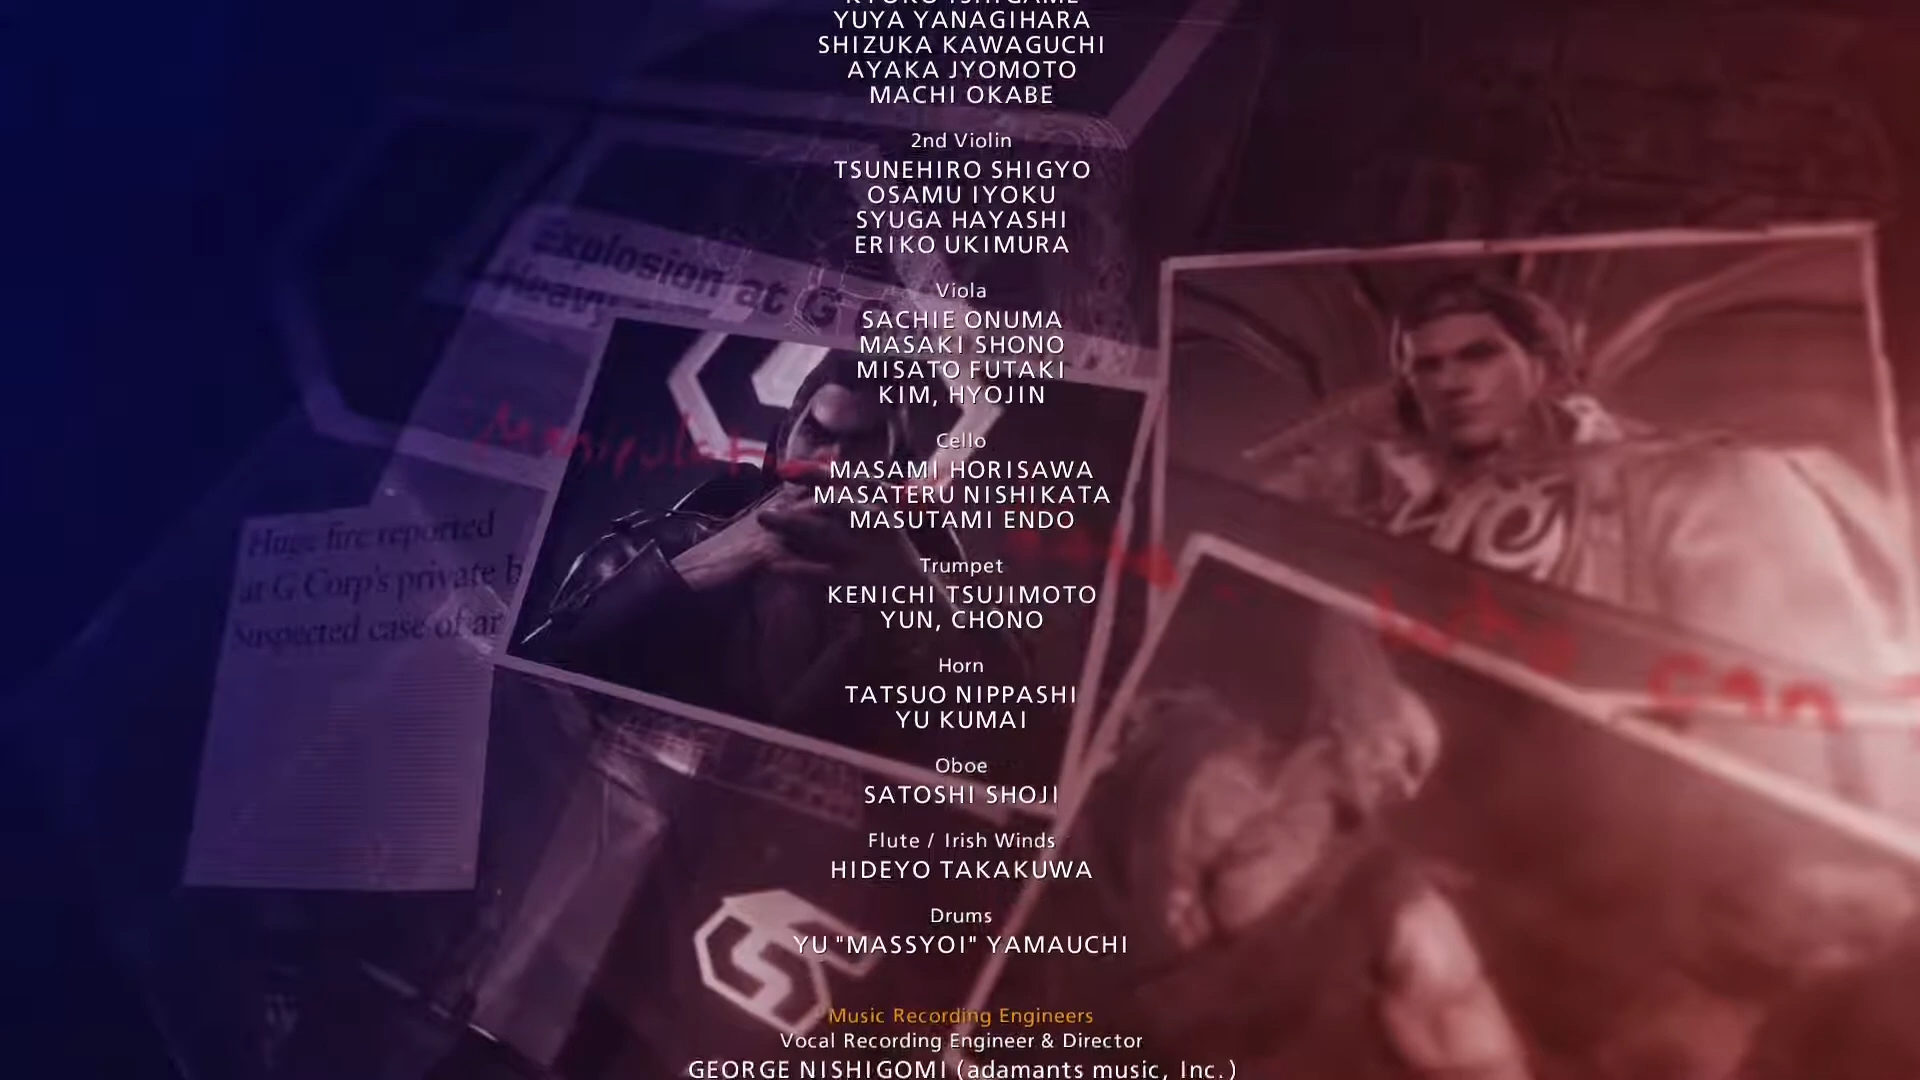 YUYA YANAGIHARA
SHIZUKA KAWAGUCHI
AYAKA JYOMOTO
MACHI OKABE
2nd Violin
TSUNEHIRO SHIGYO
OSAMU IYOKU
SYUGA HAYASHI
ERIKO UKIMURA
Viola
SACHIE ONUMA
MASAKI SHONO
MISATO FUTAKI
KIM, HYOJIN
Cello
MASAMI HORISAWA
MASATERU NISHIKATA
MASUTAMI ENDO
Trumpet
KENICHI TSUJIMOTO
YUN, CHONO
Horn
TATSUO NIPPASHI
YU KUMAI
Oboe
SATOSHI SHOJI
Flute / Irish Winds
HIDEYO TAKAKUWA
Drums
YU "MASSYOI" YAMAUCHI
Music Recording Engineers
Vocal Recording Engineer & Director
GEORGE NISHIGOMI (adamants music, Inc.)
Explosion at G
Heavy
Huge fire reported
at G Corp's private
Suspected case of
who can